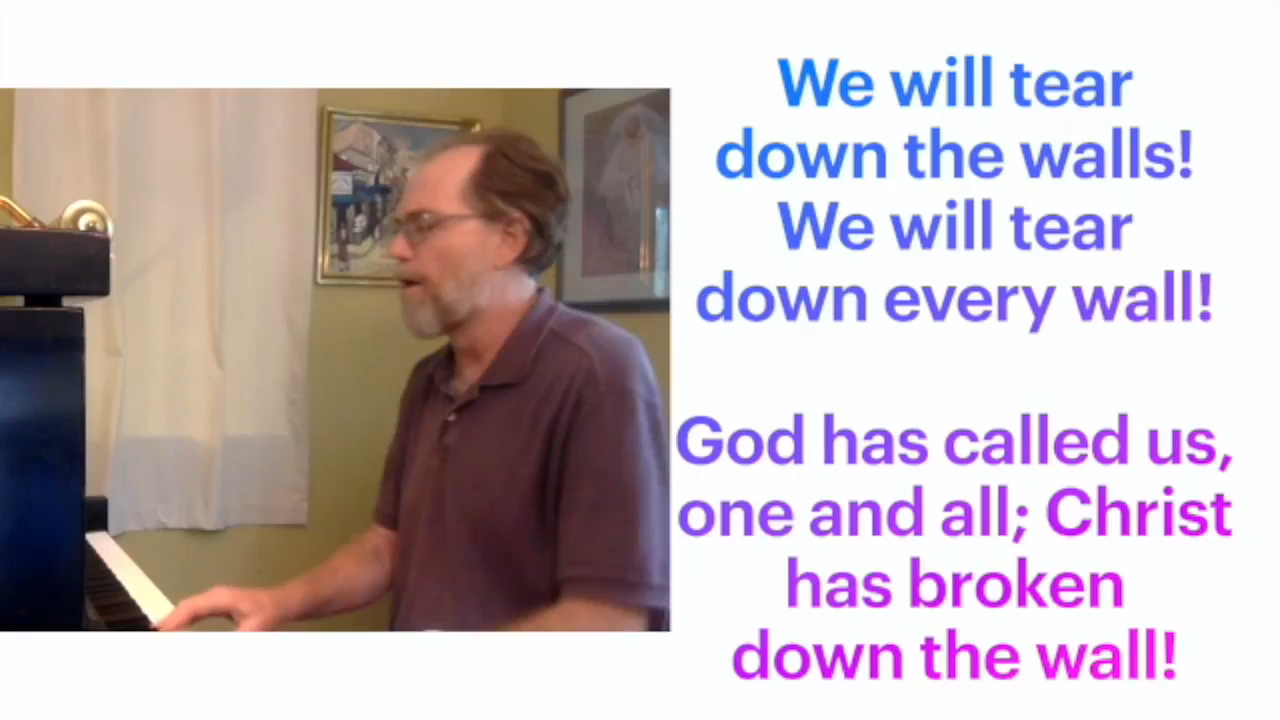 We will tear
down the walls!
We will tear
down every wall!
God has called us,
one and all; Christ
has broken
down the wall!